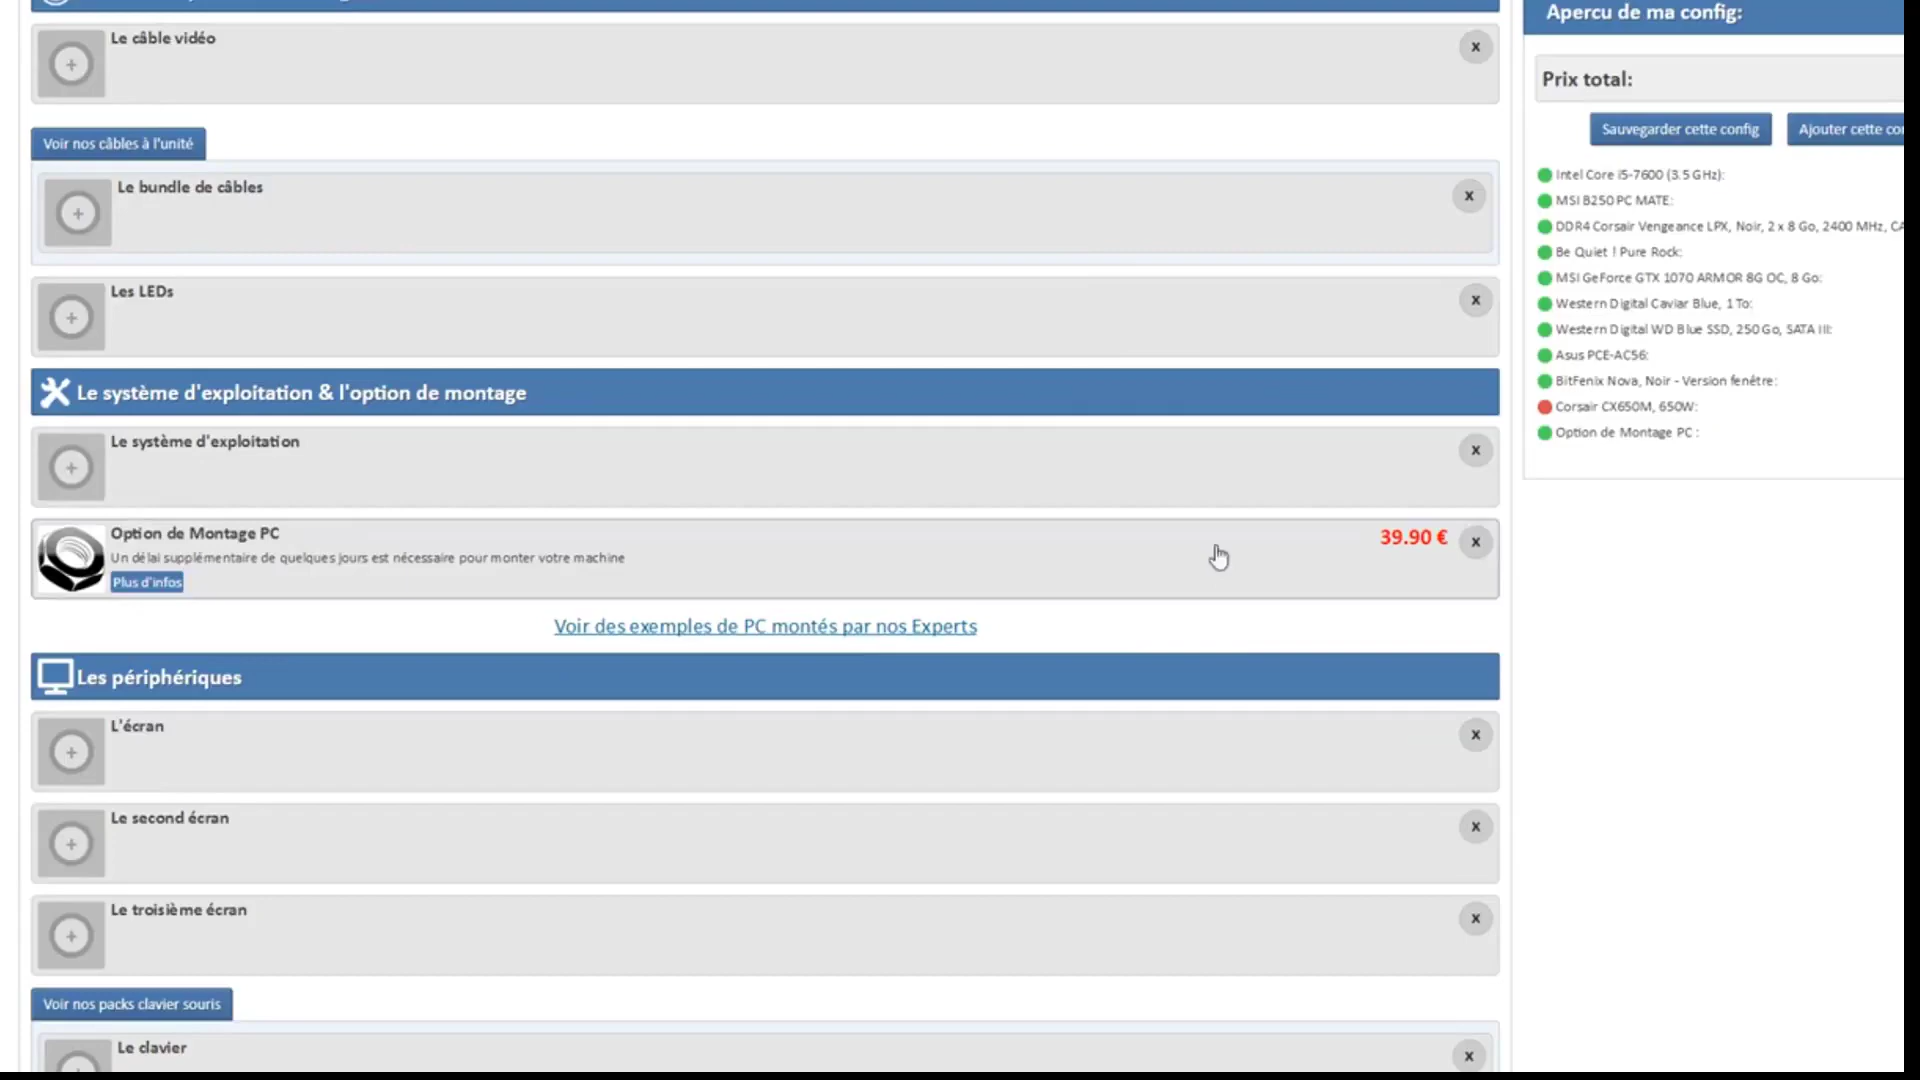 Le câble vidéo
x
Voir nos câbles à l'unité
Le bundle de câbles
x
Les LEDs
x
Le système d'exploitation & l'option de montage
Le système d'exploitation
x
Option de Montage PC
39.90 €
x
Un délai supplémentaire de quelques jours est nécessaire pour monter votre machine
Plus d'infos
Voir des exemples de PC montés par nos Experts
Les périphériques
L'écran
x
Le second écran
x
Le troisième écran
x
Voir nos packs clavier souris
Le clavier
x
Apercu de ma config:
Prix total:
Sauvegarder cette config
Ajouter cette
Intel Core i5-7600 (3.5 GHz):
MSI B250 PC MATE:
DDR4 Corsair Vengeance LPX, Noir, 2 x 8 Go, 2400 MHz,
Be Quiet ! Pure Rock:
MSI GeForce GTX 1070 ARMOR 8G OC, 8 Go:
Western Digital Caviar Blue, 1 To:
Western Digital WD Blue SSD, 250 Go, SATA III:
Asus PCE-AC56:
BitFenix Nova, Noir - Version fenêtre:
Corsair CX650M, 650W:
Option de Montage PC :